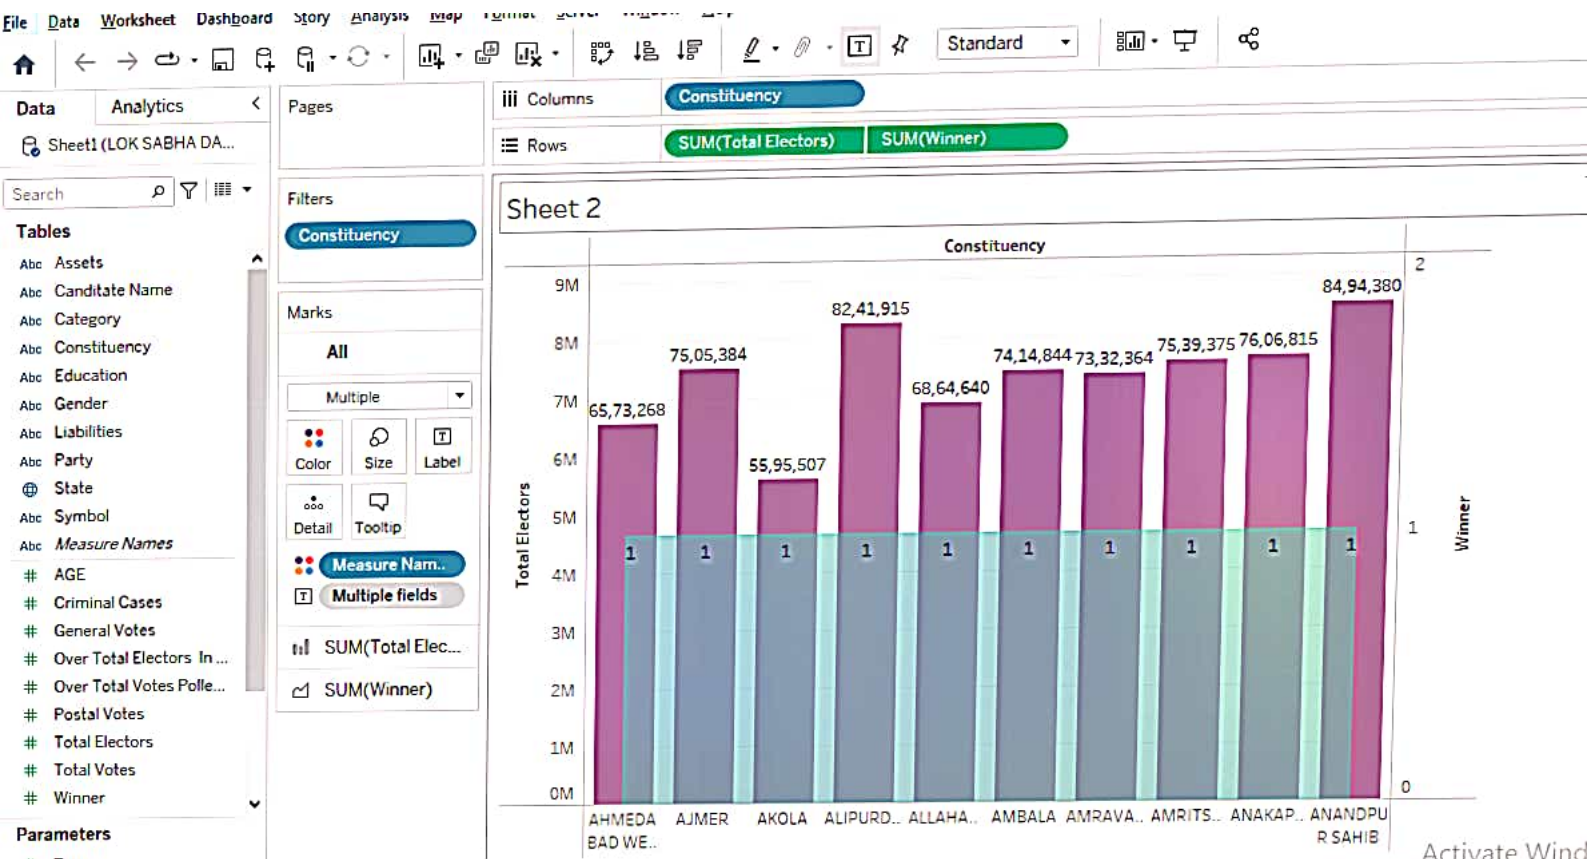 File Data Worksheet Dashboard Story Analysis Map Format Server Window Help
Standard
Data Analytics
Sheet1 (LOK SABHA DA...
Search
Tables
Abc Assets
Abc Canditate Name
Abc Category
Abc Constituency
Abc Education
Abc Gender
Abc Liabilities
Abc Party
State
Abc Symbol
Abc Measure Names
# AGE
# Criminal Cases
# General Votes
# Over Total Electors In ...
# Over Total Votes Polle...
# Postal Votes
# Total Electors
# Total Votes
# Winner
Parameters
Pages
Filters
Constituency
Marks
All
Multiple
Color Size Label
Detail Tooltip
Measure Nam..
Multiple fields
SUM(Total Elec...
SUM(Winner)
Columns Constituency
Rows SUM(Total Electors) SUM(Winner)
Sheet 2
Constituency
9M
8M
7M
6M
5M
4M
3M
2M
1M
0M
Total Electors
65,73,268
75,05,384
55,95,507
82,41,915
68,64,640
74,14,844
73,32,364
75,39,375
76,06,815
84,94,380
1 1 1 1 1 1 1 1 1 1
2
1
0
Winner
AHMEDA
BAD WE..
AJMER
AKOLA
ALIPURD..
ALLAHA..
AMBALA
AMRAVA..
AMRITS..
ANAKAP..
ANANDPU
R SAHIB
Activate Wind